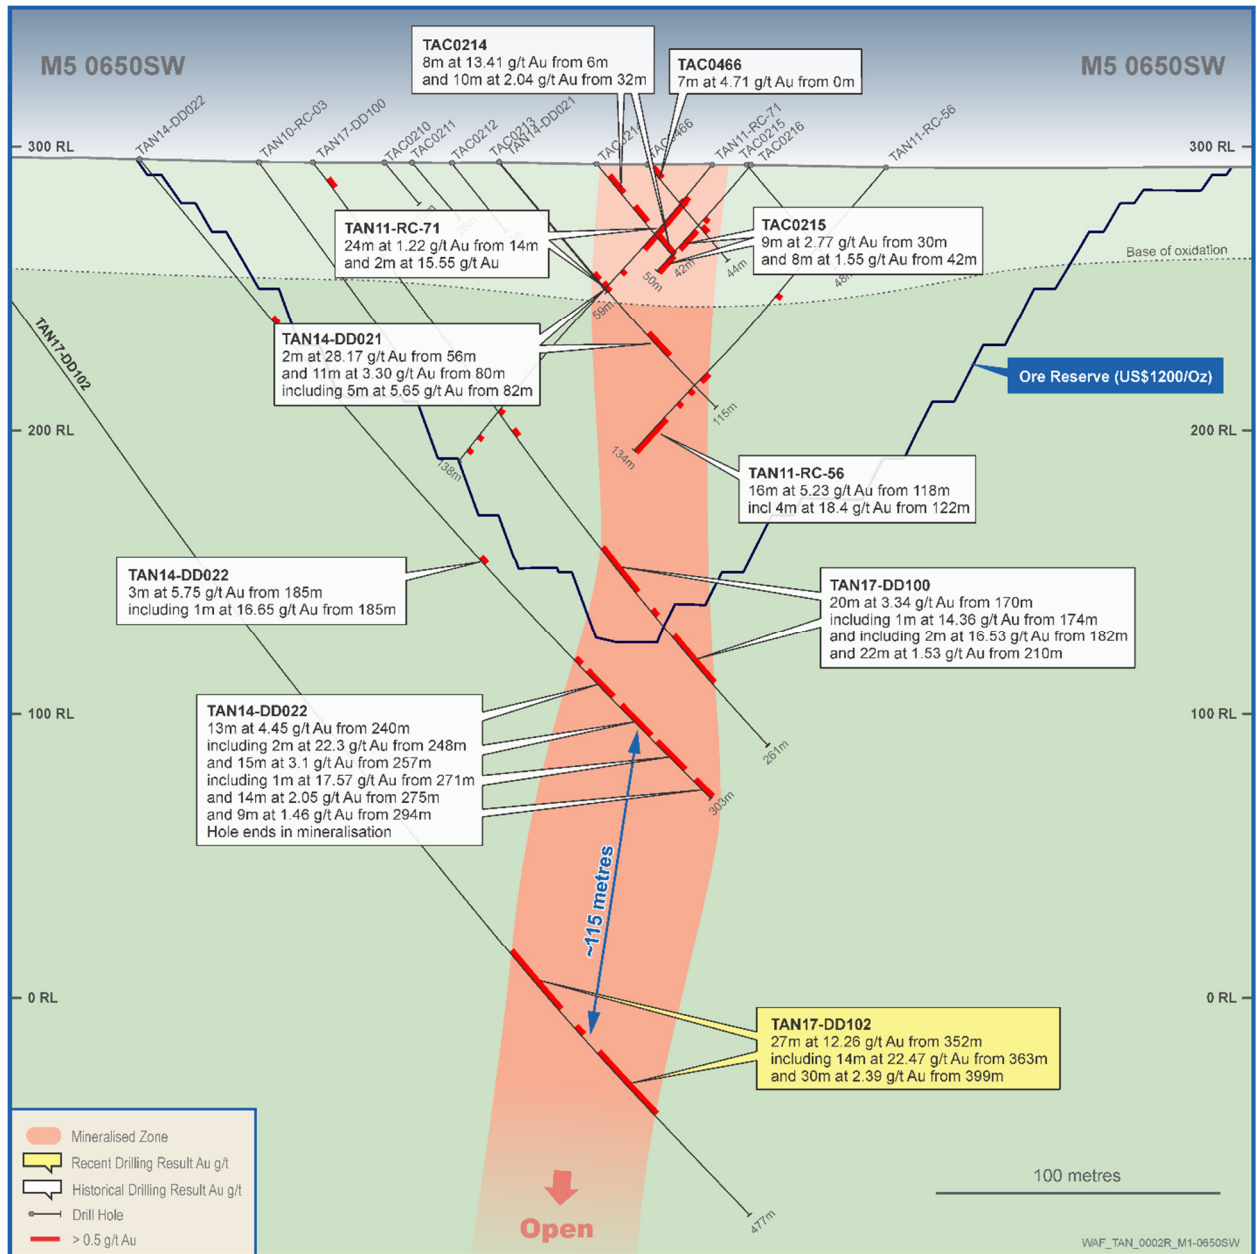 M5 0650SW
M5 0650SW
TAC0214
8m at 13.41 g/t Au from 6m
and 10m at 2.04 g/t Au from 32m
TAC0466
7m at 4.71 g/t Au from 0m
TAN14-DD022
TAN10-RC-03
TAN17-DD100
TAC0210
TAC0211
TAC0212
TAC0213
TAN14-DD021
TAN11-RC-71
TAC0215
TAC0216
TAN11-RC-56
300 RL
300 RL
TAN11-RC-71
24m at 1.22 g/t Au from 14m
and 2m at 15.55 g/t Au
TAC0215
9m at 2.77 g/t Au from 30m
and 8m at 1.55 g/t Au from 42m
Base of oxidation
50m
42m
44m
59m
TAN17-DD102
TAN14-DD021
2m at 28.17 g/t Au from 56m
and 11m at 3.30 g/t Au from 80m
including 5m at 5.65 g/t Au from 82m
Ore Reserve (US$1200/Oz)
115m
200 RL
200 RL
134m
138m
TAN11-RC-56
16m at 5.23 g/t Au from 118m
incl 4m at 18.4 g/t Au from 122m
TAN14-DD022
3m at 5.75 g/t Au from 185m
including 1m at 16.65 g/t Au from 185m
TAN17-DD100
20m at 3.34 g/t Au from 170m
including 1m at 14.36 g/t Au from 174m
and including 2m at 16.53 g/t Au from 182m
and 22m at 1.53 g/t Au from 210m
100 RL
100 RL
TAN14-DD022
13m at 4.45 g/t Au from 240m
including 2m at 22.3 g/t Au from 248m
and 15m at 3.1 g/t Au from 257m
including 1m at 17.57 g/t Au from 271m
and 14m at 2.05 g/t Au from 275m
and 9m at 1.46 g/t Au from 294m
Hole ends in mineralisation
261m
303m
~115 metres
0 RL
0 RL
TAN17-DD102
27m at 12.26 g/t Au from 352m
including 14m at 22.47 g/t Au from 363m
and 30m at 2.39 g/t Au from 399m
Mineralised Zone
Recent Drilling Result Au g/t
Historical Drilling Result Au g/t
Drill Hole
> 0.5 g/t Au
Open
477m
100 metres
WAF_TAN_0002R_M1-0650SW